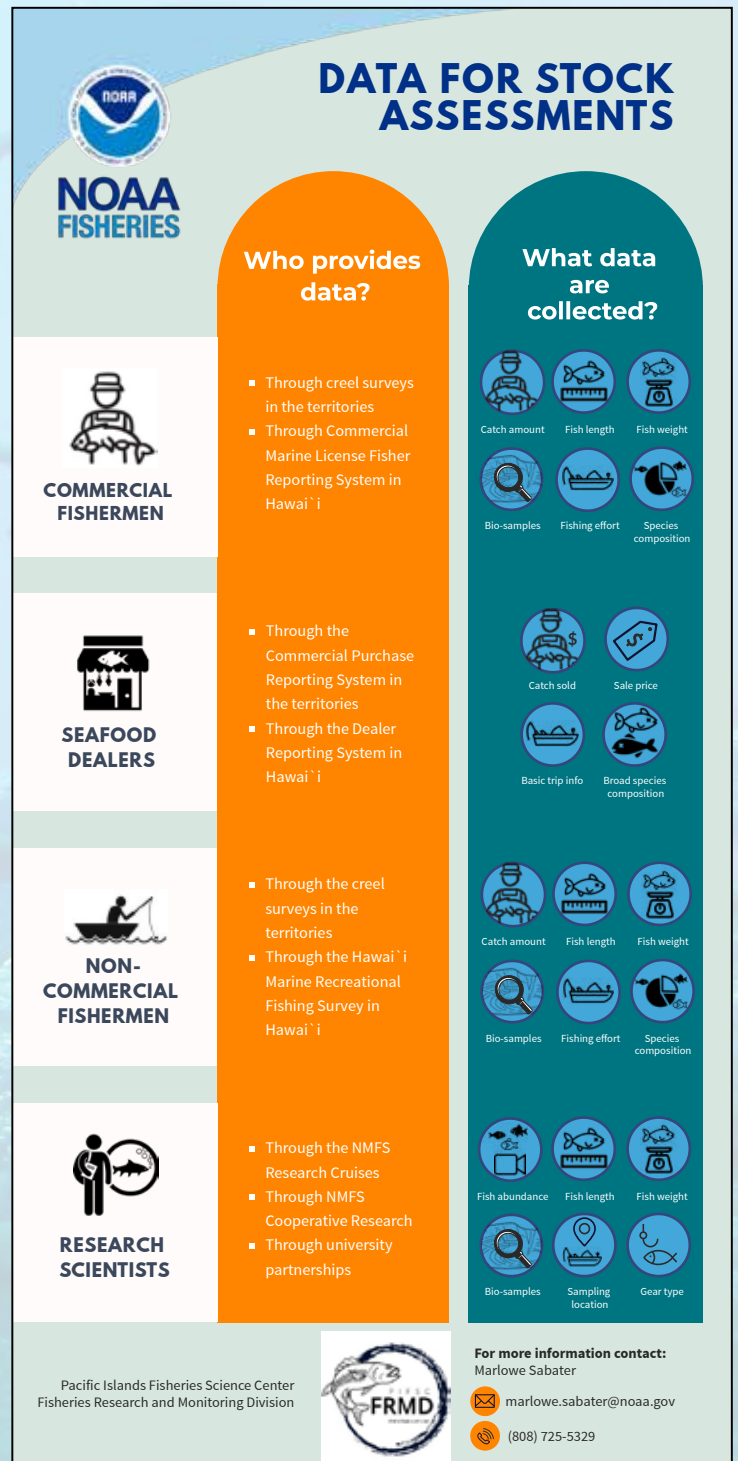 NOAA
DATA FOR STOCK
ASSESSMENTS
NOAA
FISHERIES
Who provides
data?
What data
are
collected?
COMMERCIAL
FISHERMEN
▪ Through creel surveys
in the territories
▪ Through Commercial
Marine License Fisher
Reporting System in
Hawai`i
Catch amount
Fish length
Fish weight
Bio-samples
Fishing effort
Species
composition
SEAFOOD
DEALERS
▪ Through the
Commercial Purchase
Reporting System in
the territories
▪ Through the Dealer
Reporting System in
Hawai`i
$
Catch sold
$
Sale price
Basic trip info
Broad species
composition
NON-
COMMERCIAL
FISHERMEN
▪ Through the creel
surveys in the
territories
▪ Through the Hawai`i
Marine Recreational
Fishing Survey in
Hawai`i
Catch amount
Fish length
Fish weight
Bio-samples
Fishing effort
Species
composition
RESEARCH
SCIENTISTS
▪ Through the NMFS
Research Cruises
▪ Through NMFS
Cooperative Research
▪ Through university
partnerships
Fish abundance
Fish length
Fish weight
Bio-samples
Sampling
location
Gear type
Pacific Islands Fisheries Science Center
Fisheries Research and Monitoring Division
PIFSC
FRMD
For more information contact:
Marlowe Sabater
marlowe.sabater@noaa.gov
(808) 725-5329